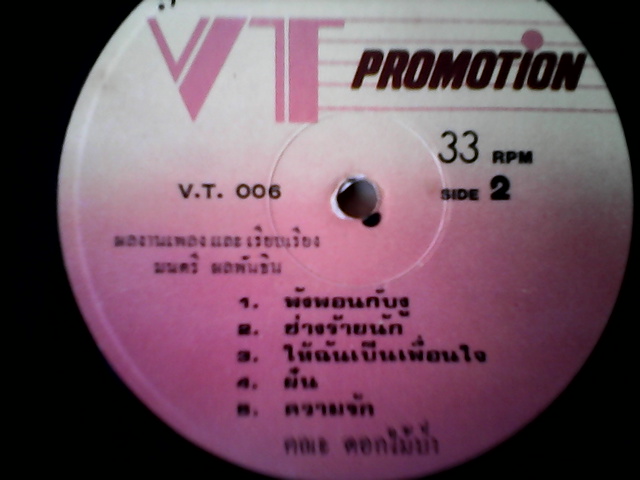 VT PROMOTION
33 RPM
V.T. 006
SIDE 2
ผลงานเพลงและเรียบเรียง
มนตรี ผลพันธิน
1. พังพอนกับงู
2. ช่างร้ายนัก
3. ให้ฉันเป็นเพื่อนใจ
4. ฝัน
5. ความรัก
คณะ ดอกไม้ป่า